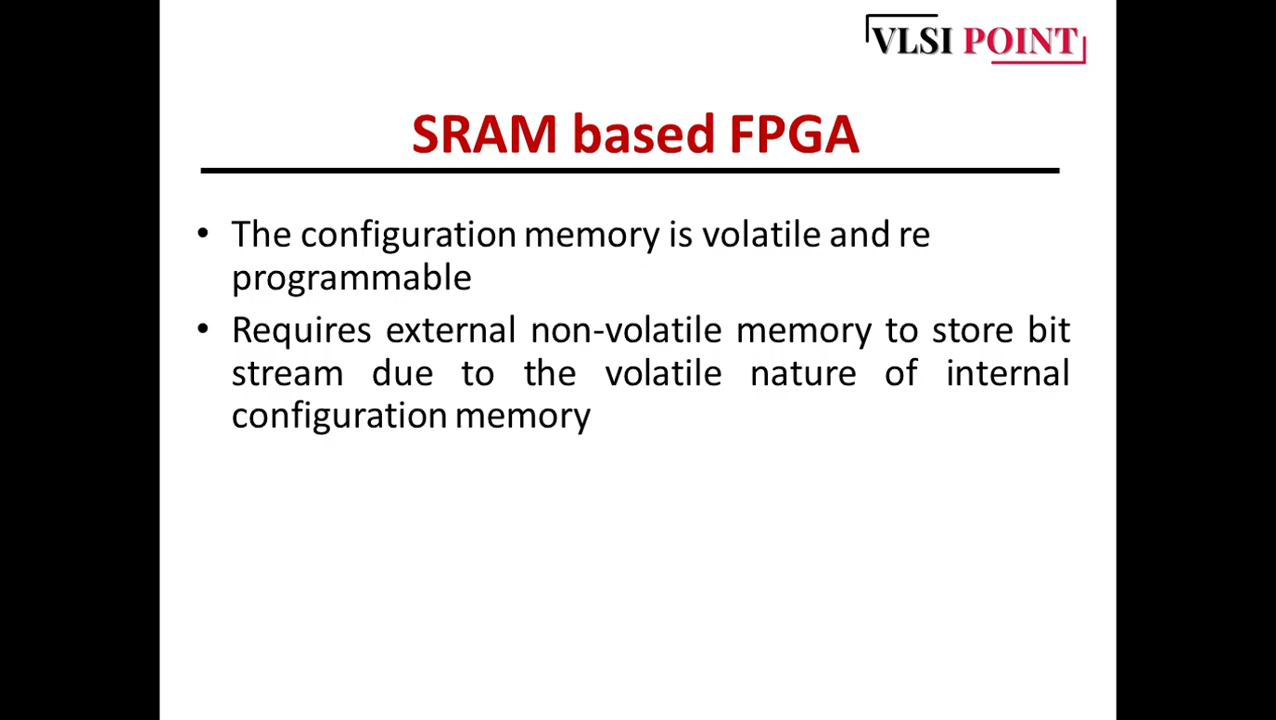 VLSI POINT
SRAM based FPGA
• The configuration memory is volatile and re
programmable
• Requires external non-volatile memory to store bit
stream due to the volatile nature of internal
configuration memory